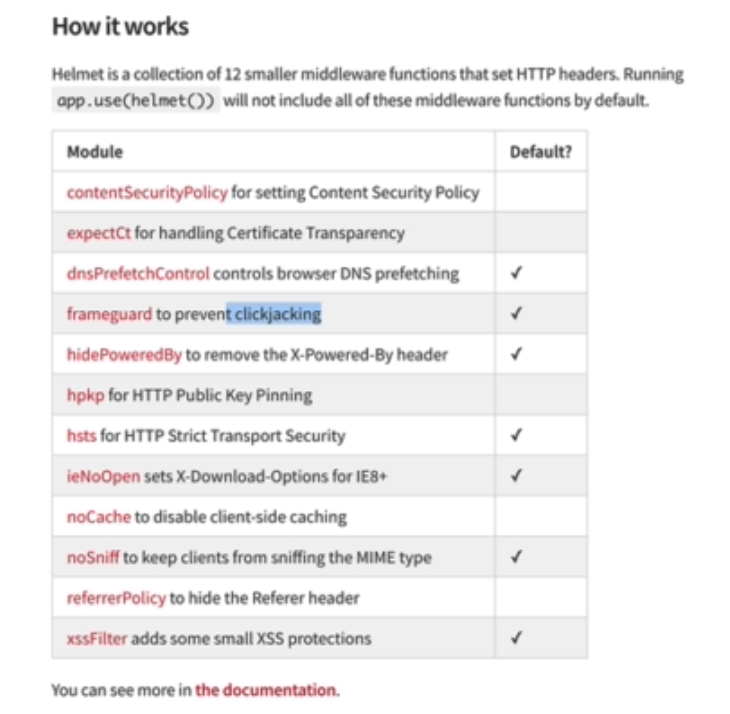 How it works
Helmet is a collection of 12 smaller middleware functions that set HTTP headers. Running
app.use(helmet()) will not include all of these middleware functions by default.
Module Default?
contentSecurityPolicy for setting Content Security Policy
expectCt for handling Certificate Transparency
dnsPrefetchControl controls browser DNS prefetching ✓
frameguard to prevent clickjacking ✓
hidePoweredBy to remove the X-Powered-By header ✓
hpkp for HTTP Public Key Pinning
hsts for HTTP Strict Transport Security ✓
ieNoOpen sets X-Download-Options for IE8+ ✓
noCache to disable client-side caching
noSniff to keep clients from sniffing the MIME type ✓
referrerPolicy to hide the Referer header
xssFilter adds some small XSS protections ✓
You can see more in the documentation.